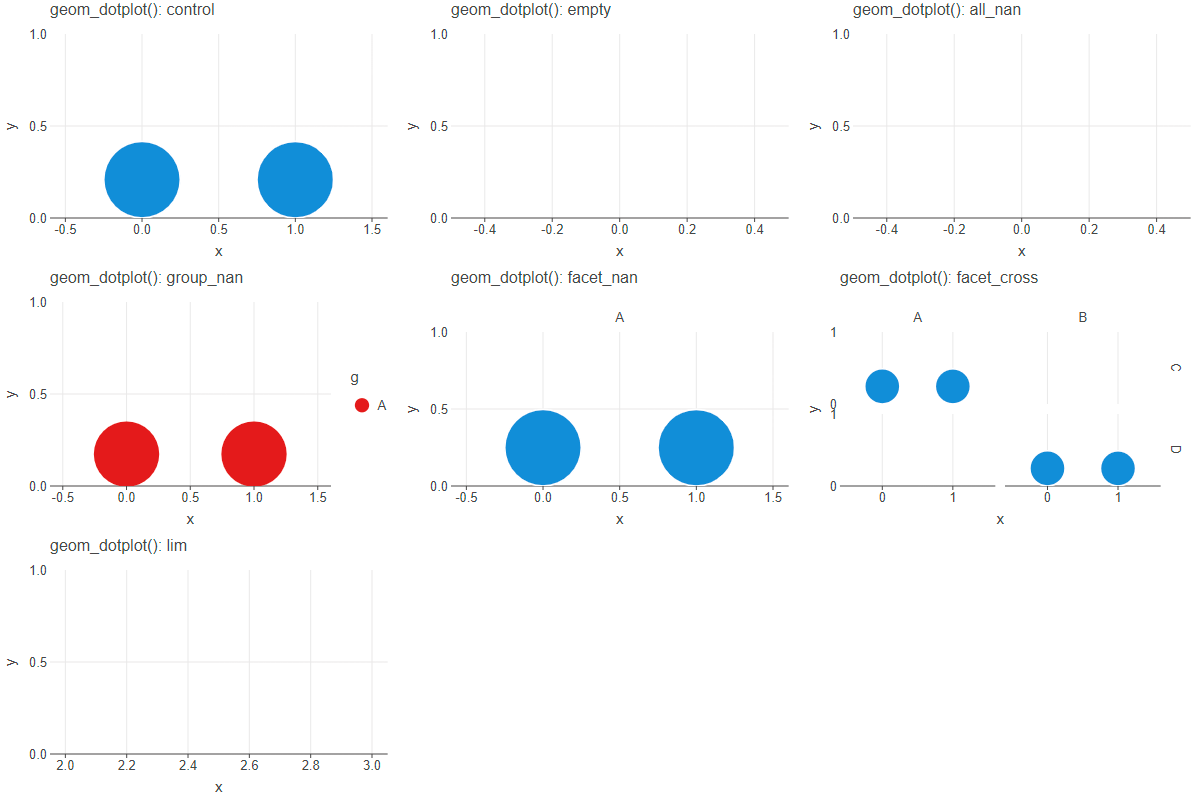 geom_dotplot(): control
1.0
0.5
0.0
y
-0.5 0.0 0.5 1.0 1.5
x
geom_dotplot(): empty
1.0
0.5
0.0
y
-0.4 -0.2 0.0 0.2 0.4
x
geom_dotplot(): all_nan
1.0
0.5
0.0
y
-0.4 -0.2 0.0 0.2 0.4
x
geom_dotplot(): group_nan
1.0
0.5
0.0
y
-0.5 0.0 0.5 1.0 1.5
x
g
A
geom_dotplot(): facet_nan
A
1.0
0.5
0.0
y
-0.5 0.0 0.5 1.0 1.5
x
geom_dotplot(): facet_cross
A B
1
0
C
y
1
0
D
0 1 0 1
x
geom_dotplot(): lim
1.0
0.5
0.0
y
2.0 2.2 2.4 2.6 2.8 3.0
x